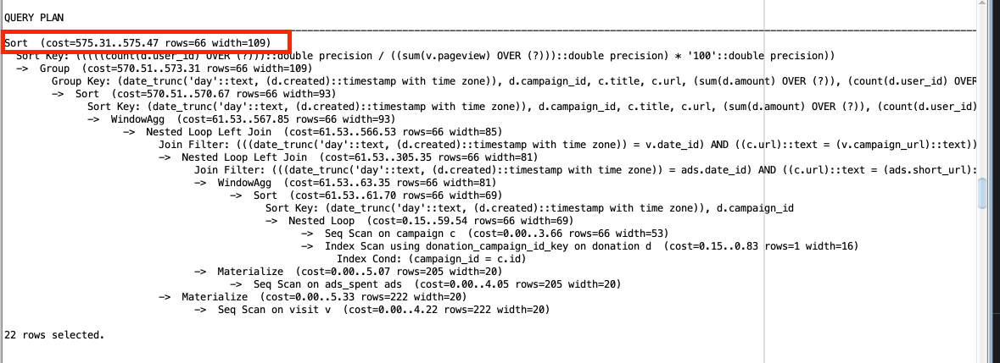 QUERY PLAN
Sort  (cost=575.31..575.47 rows=66 width=109)
  Sort Key: (((((count(d.user_id) OVER (?)))::double precision / ((sum(v.pageview) OVER (?)))::double precision) * '100'::double precision))
  -> Group  (cost=570.51..573.31 rows=66 width=109)
        Group Key: (date_trunc('day'::text, (d.created)::timestamp with time zone)), d.campaign_id, c.title, c.url, (sum(d.amount) OVER (?)), (count(d.user_id) OVER
        -> Sort  (cost=570.51..570.67 rows=66 width=93)
              Sort Key: (date_trunc('day'::text, (d.created)::timestamp with time zone)), d.campaign_id, c.title, c.url, (sum(d.amount) OVER (?)), (count(d.user_id)
              -> WindowAgg  (cost=61.53..567.85 rows=66 width=93)
                    -> Nested Loop Left Join  (cost=61.53..566.53 rows=66 width=85)
                          Join Filter: (((date_trunc('day'::text, (d.created)::timestamp with time zone)) = v.date_id) AND ((c.url)::text = (v.campaign_url)::text))
                          -> Nested Loop Left Join  (cost=61.53..305.35 rows=66 width=81)
                                Join Filter: (((date_trunc('day'::text, (d.created)::timestamp with time zone)) = ads.date_id) AND ((c.url)::text = (ads.short_url):
                                -> WindowAgg  (cost=61.53..63.35 rows=66 width=81)
                                      -> Sort  (cost=61.53..61.70 rows=66 width=69)
                                            Sort Key: (date_trunc('day'::text, (d.created)::timestamp with time zone)), d.campaign_id
                                            -> Nested Loop  (cost=0.15..59.54 rows=66 width=69)
                                                  -> Seq Scan on campaign c  (cost=0.00..3.66 rows=66 width=53)
                                                  -> Index Scan using donation_campaign_id_key on donation d  (cost=0.15..0.83 rows=1 width=16)
                                                        Index Cond: (campaign_id = c.id)
                                -> Materialize  (cost=0.00..5.07 rows=205 width=20)
                                      -> Seq Scan on ads_spent ads  (cost=0.00..4.05 rows=205 width=20)
                          -> Materialize  (cost=0.00..5.33 rows=222 width=20)
                                -> Seq Scan on visit v  (cost=0.00..4.22 rows=222 width=20)
22 rows selected.